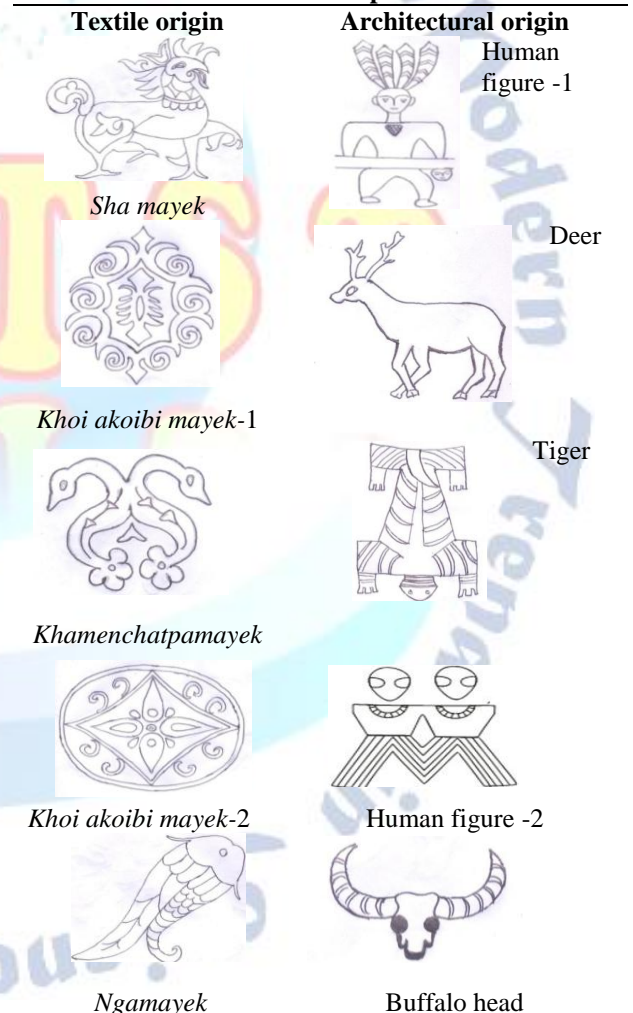 Textile origin
Architectural origin
Human
figure -1
Sha mayek
Deer
Khoi akoibi mayek-1
Tiger
Khamenchatpamayek
Khoi akoibi mayek-2
Human figure -2
Ngamayek
Buffalo head